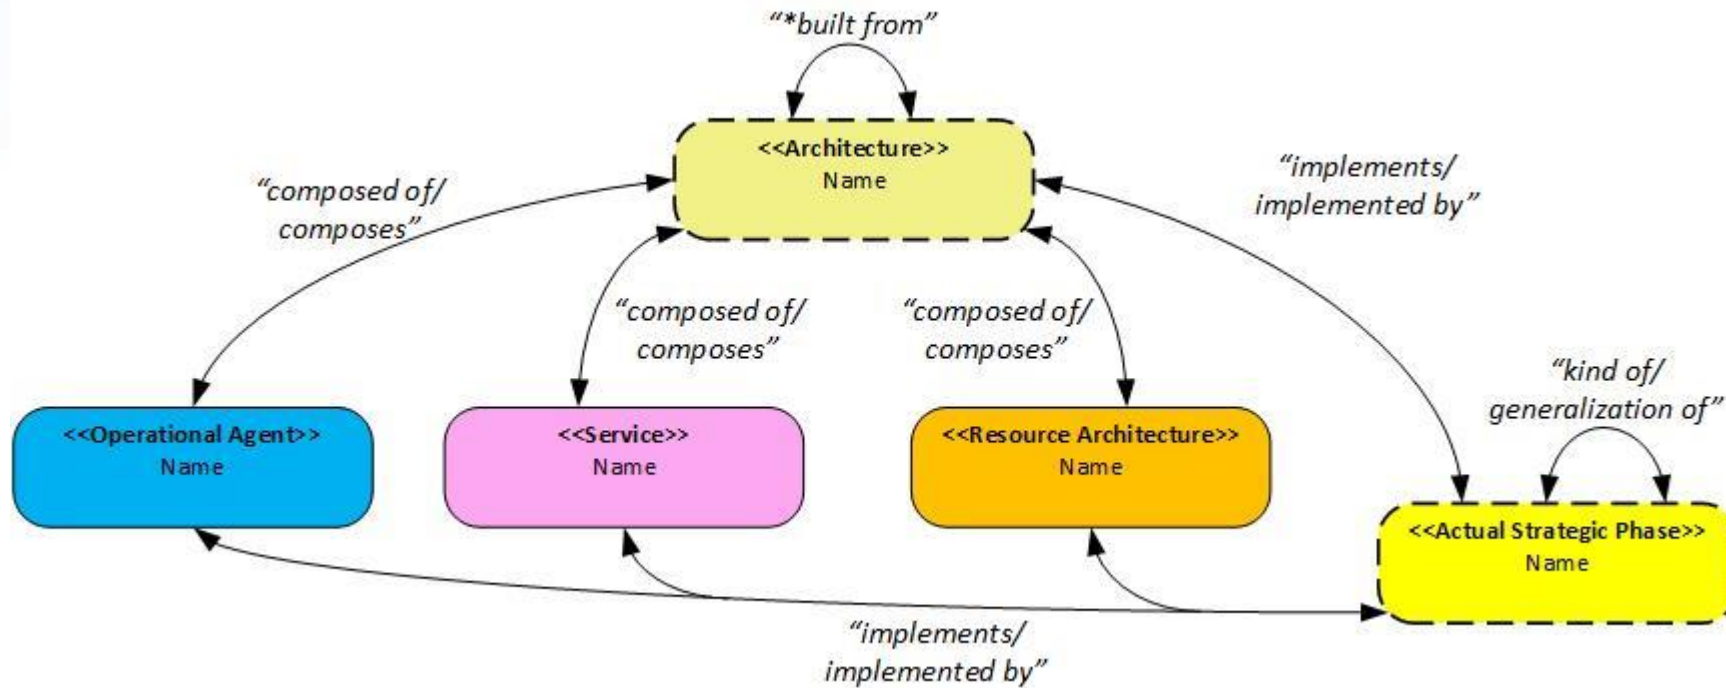 “*built from”
<<Architecture>>
Name
“composed of/
composes”
“implements/
implemented by”
“composed of/
composes”
“composed of/
composes”
“kind of/
generalization of”
<<Operational Agent>>
Name
<<Service>>
Name
<<Resource Architecture>>
Name
<<Actual Strategic Phase>>
Name
“implements/
implemented by”